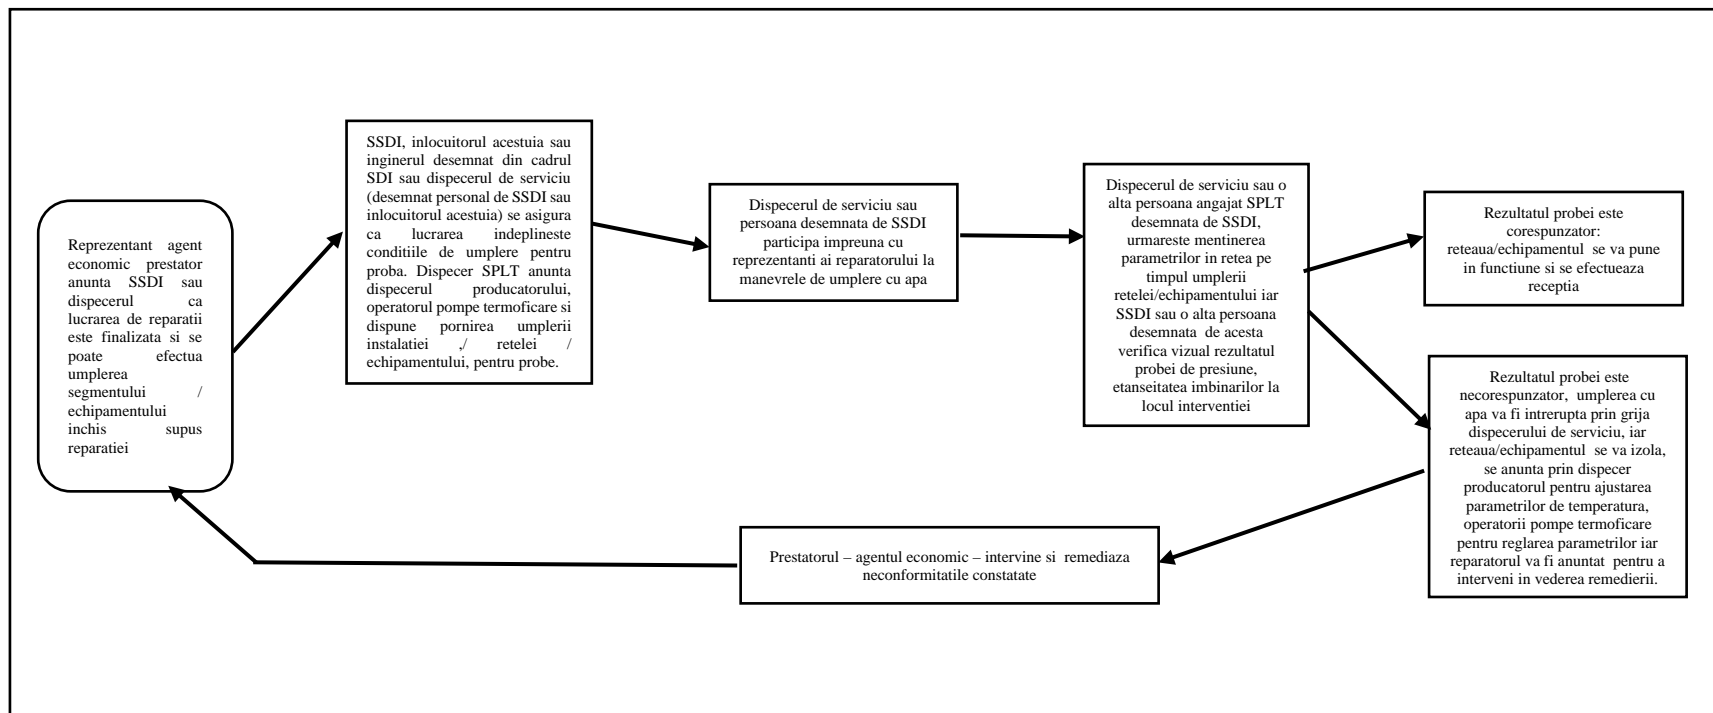 Reprezentant agent
economic prestator
anunta SSDI sau
dispecerul ca
lucrarea de reparatii
este finalizata si se
poate efectua
umplerea
segmentului /
echipamentului
inchis supus
reparatiei
SSDI, inlocuitorul acestuia sau
inginerul desemnat din cadrul
SDI sau dispecerul de serviciu
(desemnat personal de SSDI sau
inlocuitorul acestuia) se asigura
ca lucrarea indeplineste
conditiile de umplere pentru
proba. Dispecer SPLT anunta
dispecerul producatorului,
operatorul pompe termoficare si
dispune pornirea umplerii
instalatiei ,/ retelei /
echipamentului, pentru probe.
Dispecerul de serviciu sau
persoana desemnata de SSDI
participa impreuna cu
reprezentanti ai reparatorului la
manevrele de umplere cu apa
Dispecerul de serviciu sau o
alta persoana angajat SPLT
desemnata de SSDI,
urmareste mentinerea
parametrilor in retea pe
timpul umplerii
retelei/echipamentului iar
SSDI sau o alta persoana
desemnata de acesta
verifica vizual rezultatul
probei de presiune,
etanseitatea imbinarilor la
locul interventiei
Rezultatul probei este
corespunzator:
reteaua/echipamentul se va pune
in functiune si se efectueaza
receptia
Rezultatul probei este
necorespunzator, umplerea cu
apa va fi intrerupta prin grija
dispecerului de serviciu, iar
reteaua/echipamentul se va izola,
se anunta prin dispecer
producatorul pentru ajustarea
parametrilor de temperatura,
operatorii pompe termoficare
pentru reglarea parametrilor iar
reparatorul va fi anuntat pentru a
interveni in vederea remedierii.
Prestatorul – agentul economic – intervine si remediaza
neconformitatile constatate